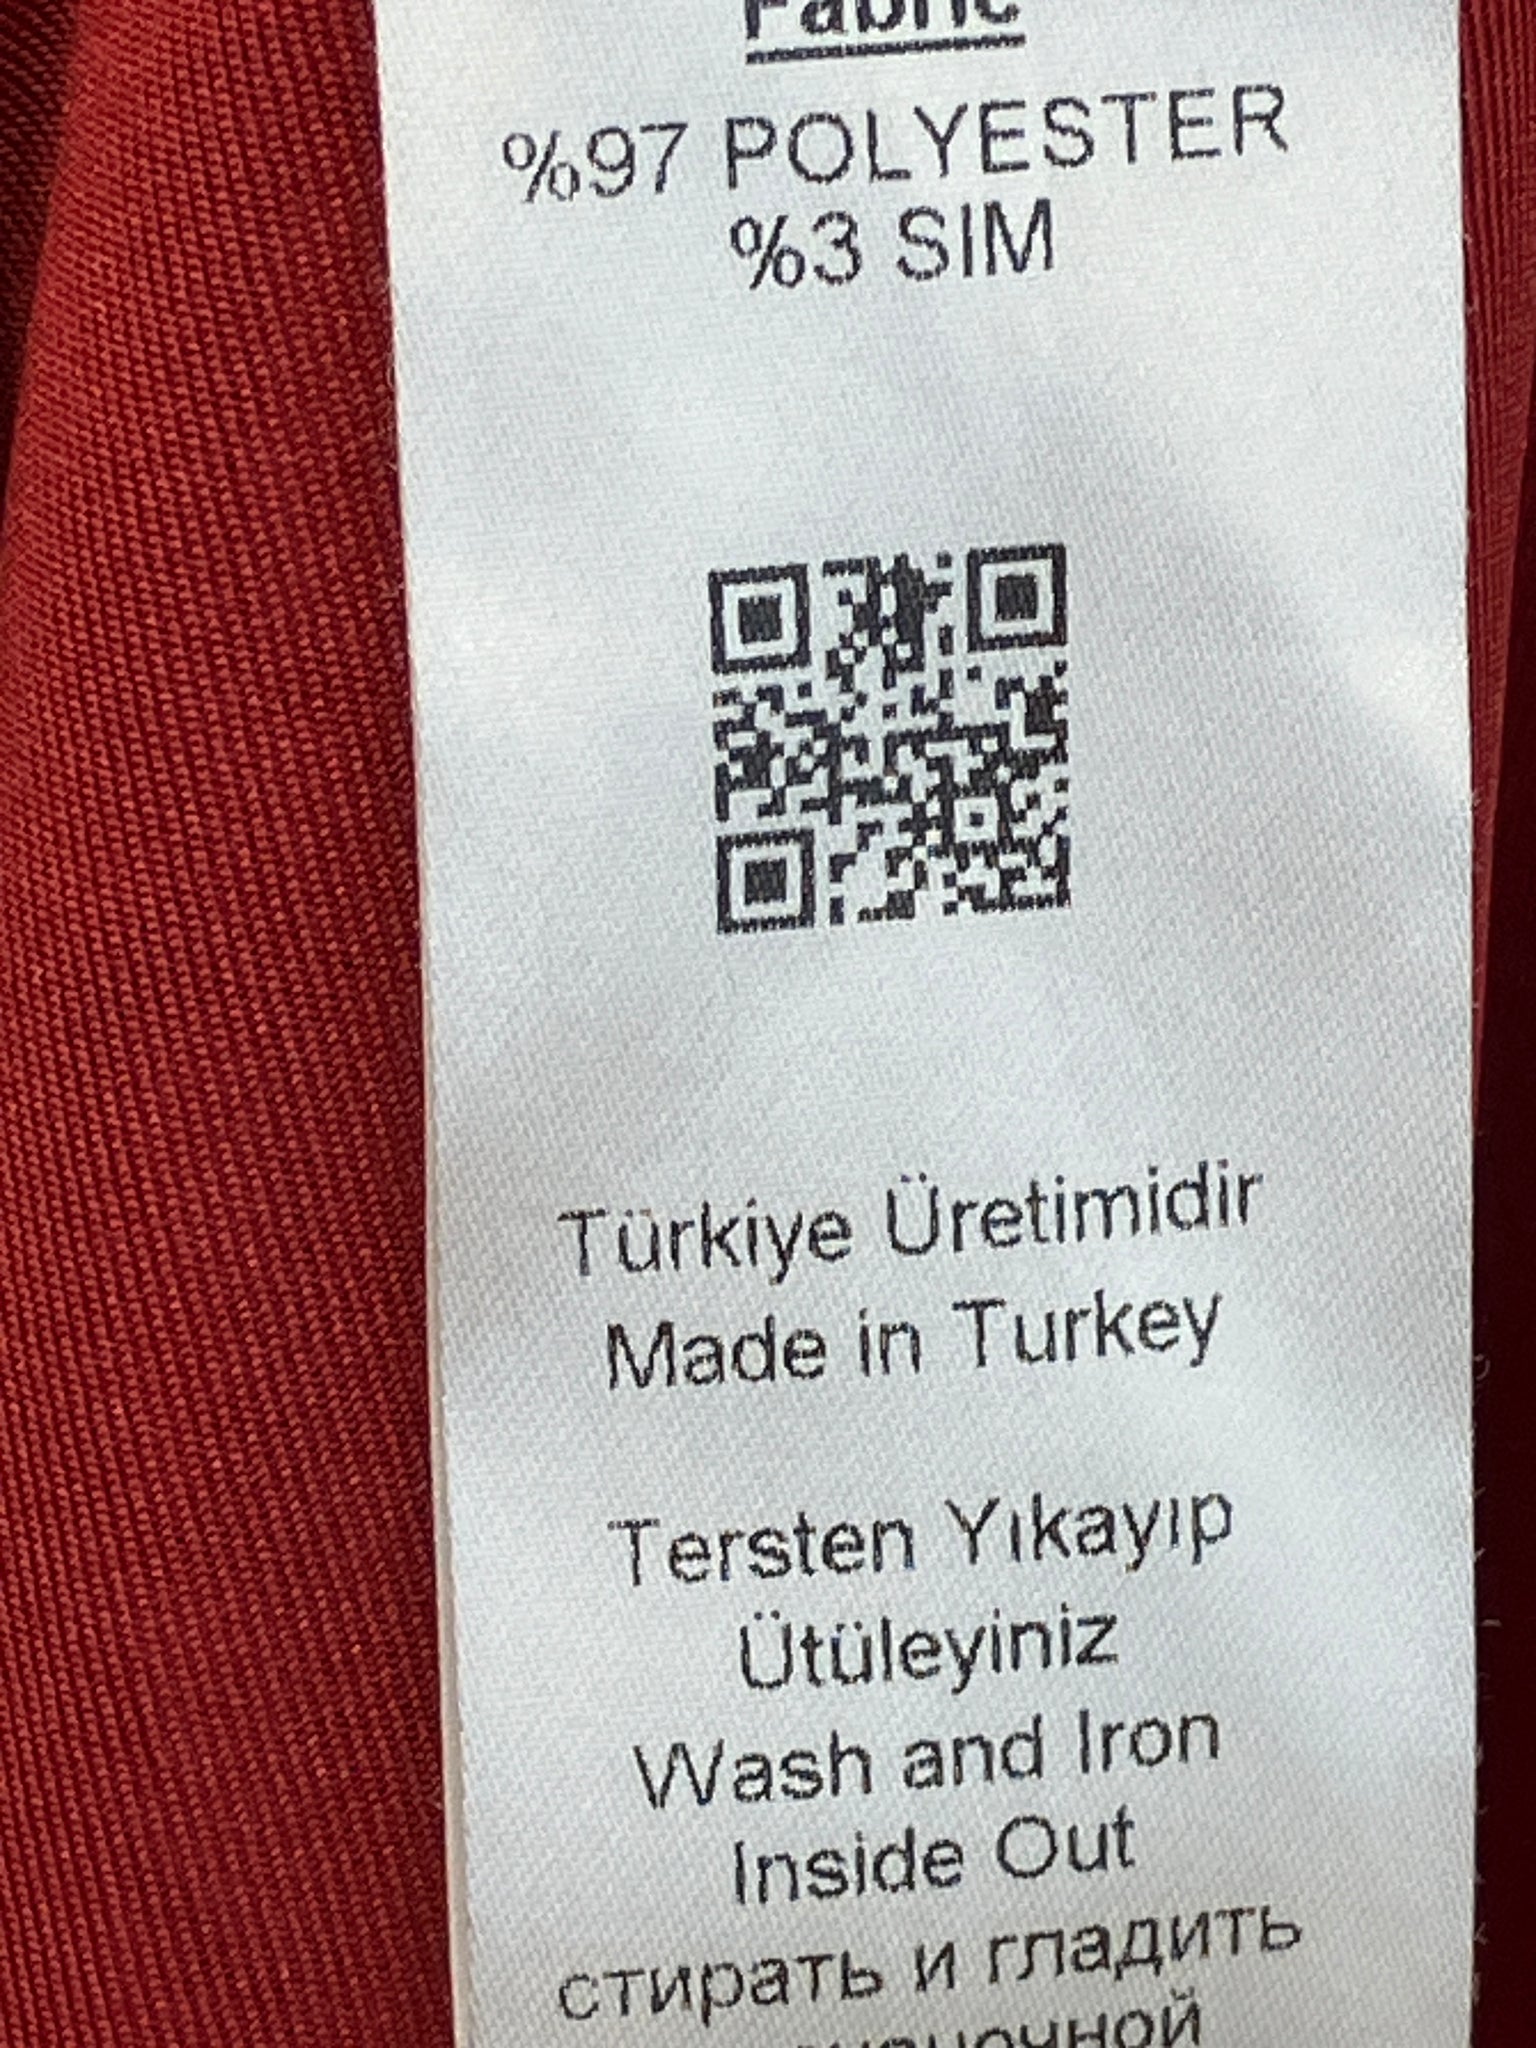 Fabric
%97 POLYESTER
%3 SIM
Türkiye Üretimidir
Made in Turkey
Tersten Yıkayıp
Ütüleyiniz
Wash and Iron
Inside Out
стирать и гладить